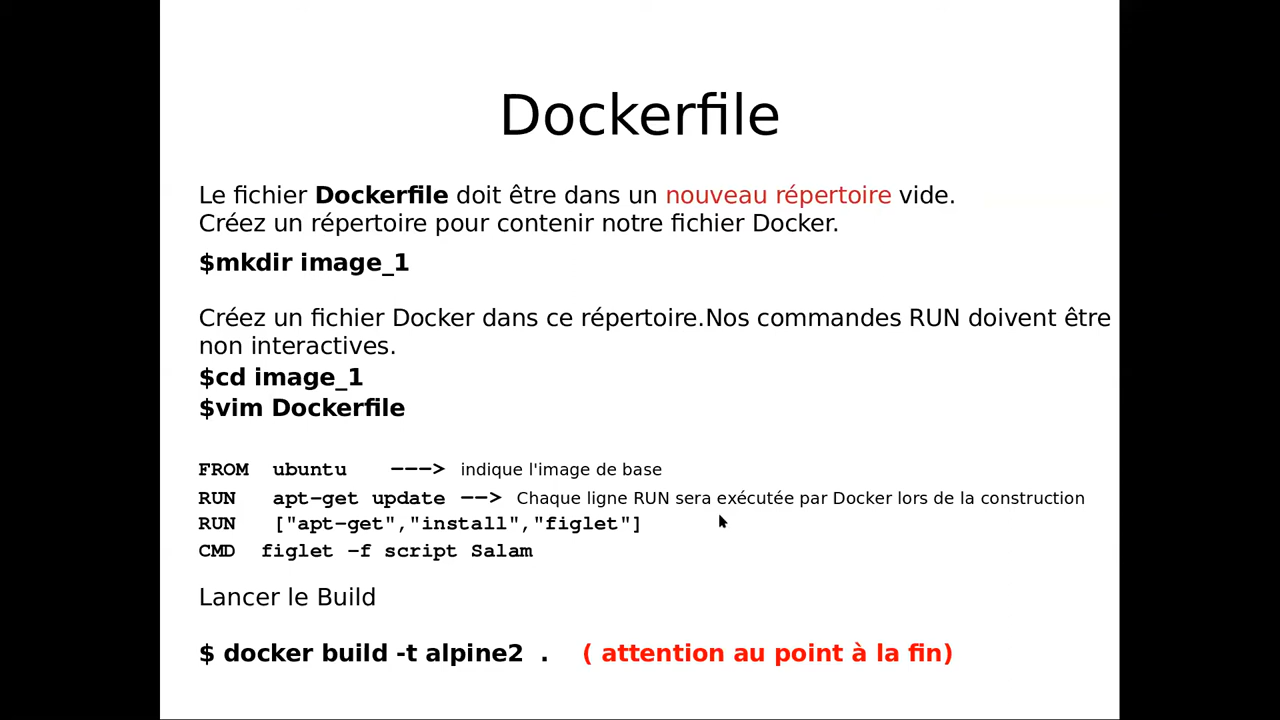 Dockerfile
Le fichier Dockerfile doit être dans un nouveau répertoire vide.
Créez un répertoire pour contenir notre fichier Docker.
$mkdir image_1
Créez un fichier Docker dans ce répertoire.Nos commandes RUN doivent être
non interactives.
$cd image_1
$vim Dockerfile
FROM ubuntu ---> indique l'image de base
RUN apt-get update --> Chaque ligne RUN sera exécutée par Docker lors de la construction
RUN ["apt-get","install","figlet"]
CMD figlet -f script Salam
Lancer le Build
$ docker build -t alpine2 . ( attention au point à la fin)